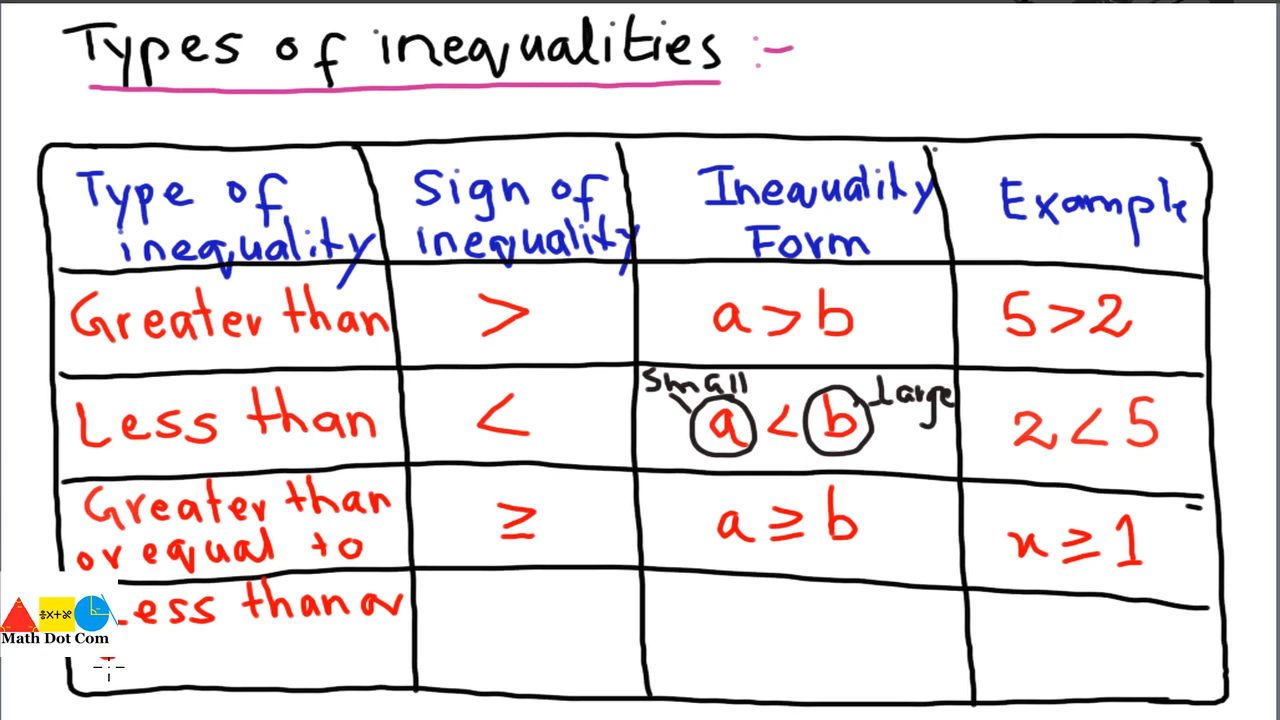 Types of inequalities :-
Type of inequality
Sign of inequality
Inequality Form
Example
Greater than
>
a > b
5 > 2
Less than
<
small
a < b
large
2 < 5
Greater than
or equal to
≥
a ≥ b
x ≥ 1
Less than or
÷X+x
Math Dot Com